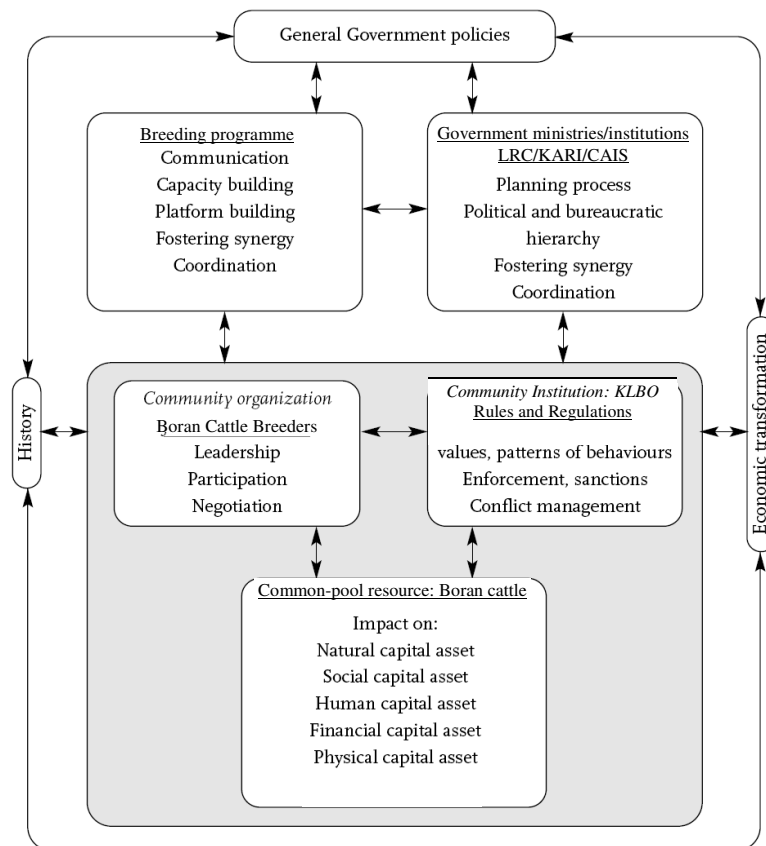 General Government policies
Breeding programme
Communication
Capacity building
Platform building
Fostering synergy
Coordination
Government ministries/institutions
LRC/KARI/CAIS
Planning process
Political and bureaucratic
hierarchy
Fostering synergy
Coordination
History
Community organization
Boran Cattle Breeders
Leadership
Participation
Negotiation
Community Institution: KLBO
Rules and Regulations
values, patterns of behaviours
Enforcement, sanctions
Conflict management
Economic transformation
Common-pool resource: Boran cattle
Impact on:
Natural capital asset
Social capital asset
Human capital asset
Financial capital asset
Physical capital asset